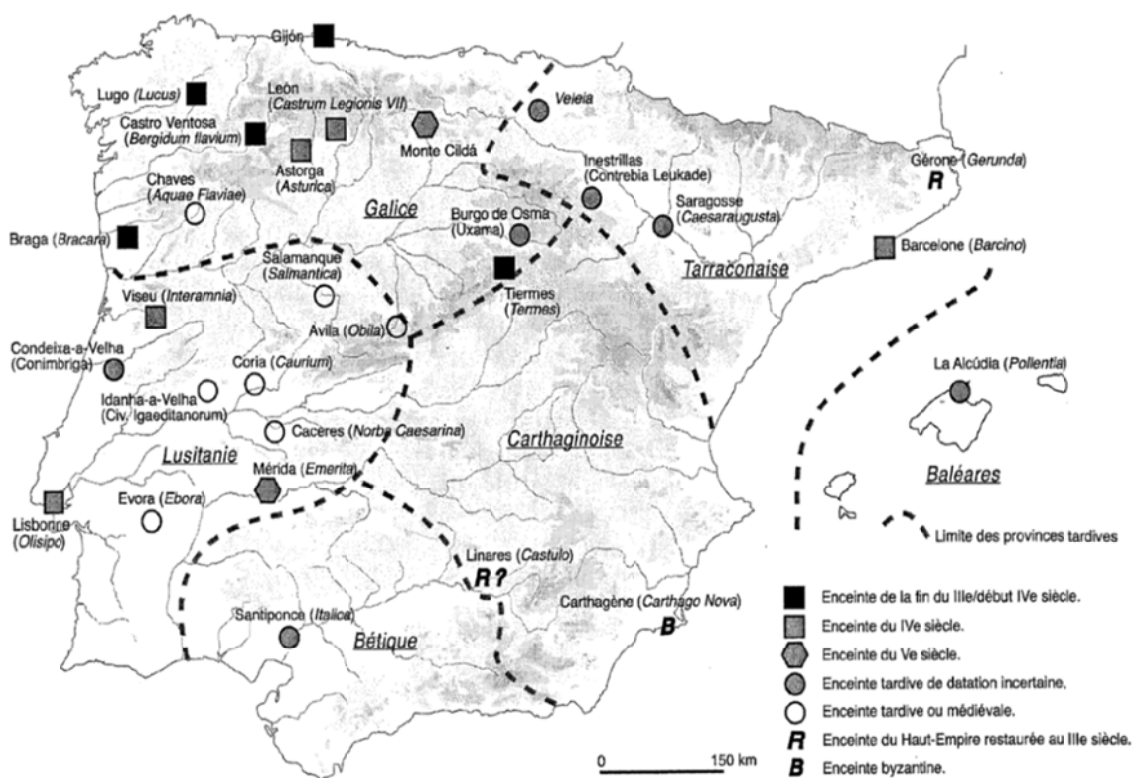 Gijón
Lugo (Lucus)
León
(Castrum Legionis VII)
Castro Ventosa
(Bergidum flavium)
Astorga
(Asturica)
Monte Cildá
Veleia
Chaves
(Aquae Flaviae)
Galice
Inestrillas
(Contrebia Leukade)
Gérone (Gerunda)
R
Burgo de Osma
(Uxama)
Saragosse
(Caesaraugusta)
Braga (Bracara)
Barcelone (Barcino)
Salamanque
(Salmantica)
Tarraconaise
Viseu (Interamnia)
Tiermes
(Termes)
Avila (Obila)
Condeixa-a-Velha
(Conimbriga)
Coria (Caurium)
La Alcúdia (Pollentia)
Idanha-a-Velha
(Civ. Igaeditanorum)
Caceres (Norba Caesarina)
Carthaginoise
Lusitanie
Mérida (Emerita)
Baléares
Evora (Ebora)
Lisbonne
(Olisipo)
Limite des provinces tardives
Linares (Castulo)
R ?
Carthagène (Carthago Nova)
B
Santiponce (Italica)
Bétique
Enceinte de la fin du IIIe/début IVe siècle.
Enceinte du IVe siècle.
Enceinte du Ve siècle.
Enceinte tardive de datation incertaine.
Enceinte tardive ou médiévale.
R Enceinte du Haut-Empire restaurée au IIIe siècle.
B Enceinte byzantine.
0 150 km